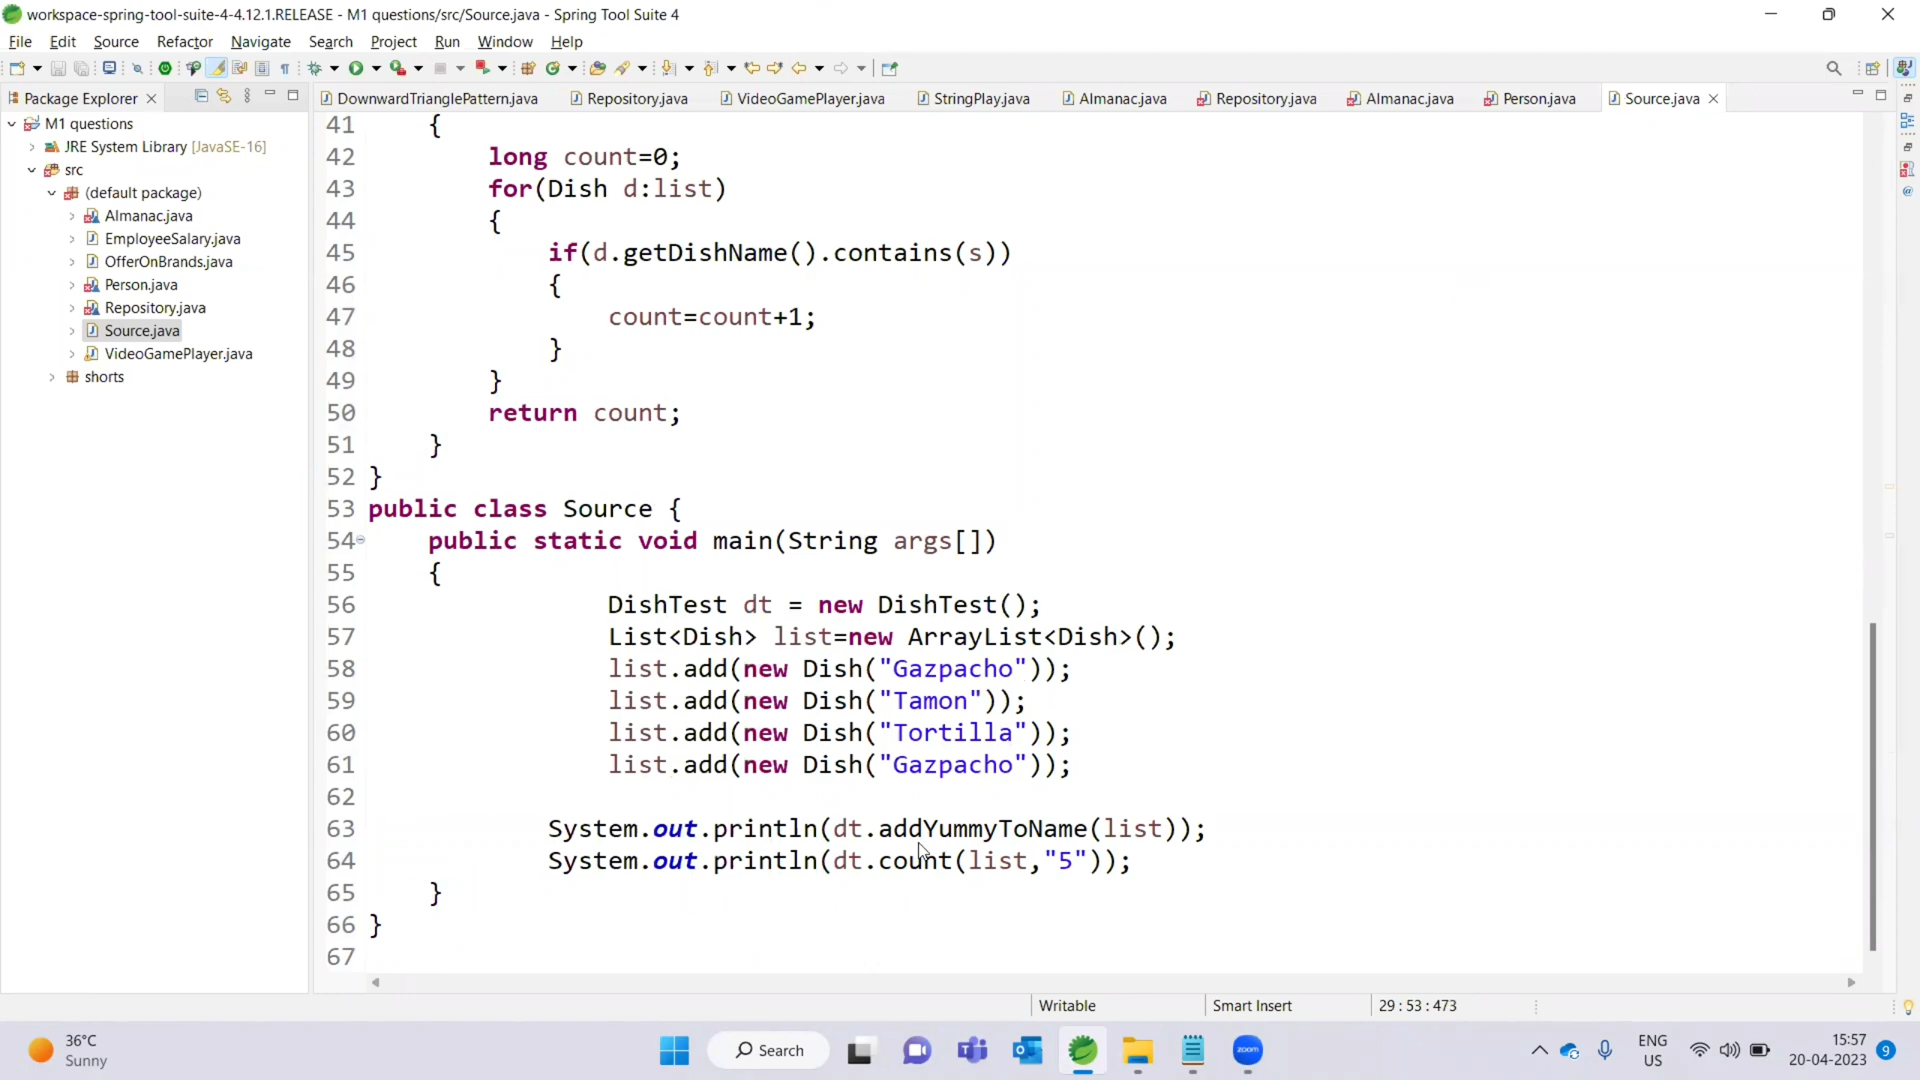 workspace-spring-tool-suite-4-4.12.1.RELEASE - M1 questions/src/Source.java - Spring Tool Suite 4
File Edit Source Refactor Navigate Search Project Run Window Help
Package Explorer
DownwardTrianglePattern.java Repository.java VideoGamePlayer.java StringPlay.java Almanac.java Repository.java Almanac.java Person.java Source.java
M1 questions
JRE System Library [JavaSE-16]
src
(default package)
Almanac.java
EmployeeSalary.java
OfferOnBrands.java
Person.java
Repository.java
Source.java
VideoGamePlayer.java
shorts
41 {
42 long count=0;
43 for(Dish d:list)
44 {
45 if(d.getDishName().contains(s))
46 {
47 count=count+1;
48 }
49 }
50 return count;
51 }
52 }
53 public class Source {
54 public static void main(String args[])
55 {
56 DishTest dt = new DishTest();
57 List<Dish> list=new ArrayList<Dish>();
58 list.add(new Dish("Gazpacho"));
59 list.add(new Dish("Tamon"));
60 list.add(new Dish("Tortilla"));
61 list.add(new Dish("Gazpacho"));
62
63 System.out.println(dt.addYummyToName(list));
64 System.out.println(dt.count(list,"5"));
65 }
66 }
67
Writable Smart Insert 29 : 53 : 473
36°C
Sunny
Search
zoom
ENG
US
15:57
20-04-2023
9